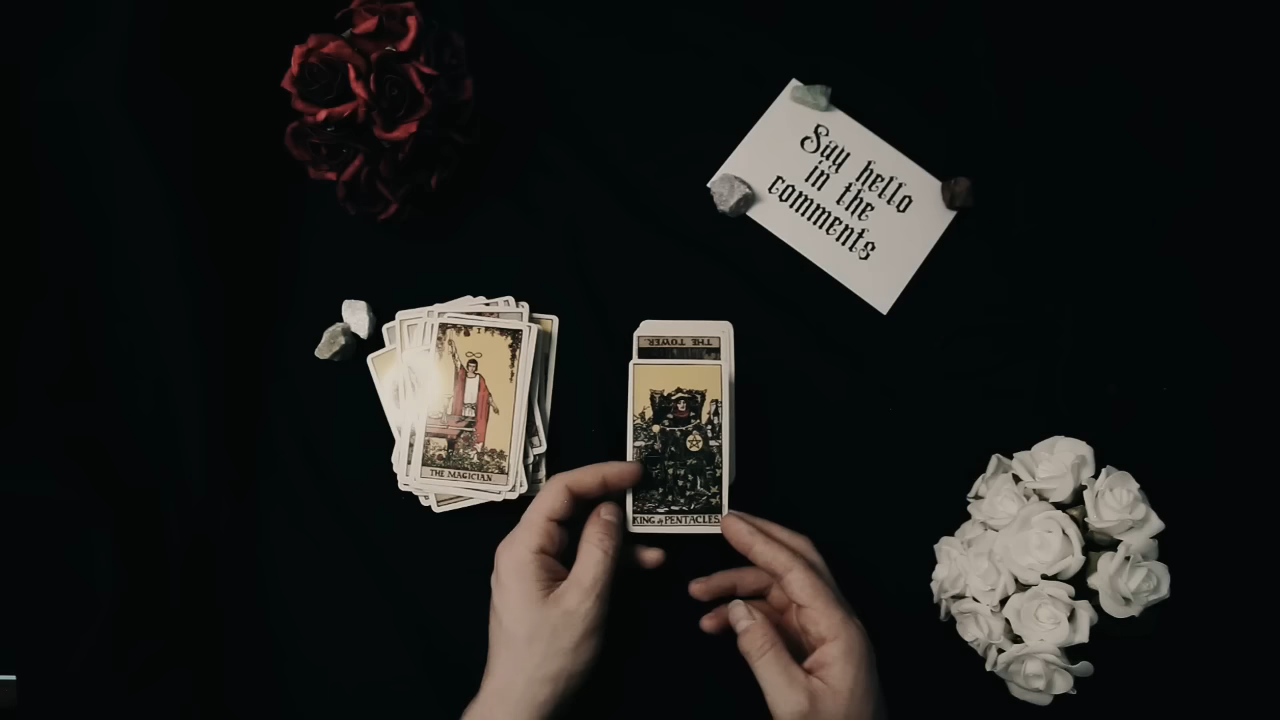 Say hello
in the
comments
THE TOWER.
I
THE MAGICIAN.
KING of PENTACLES.